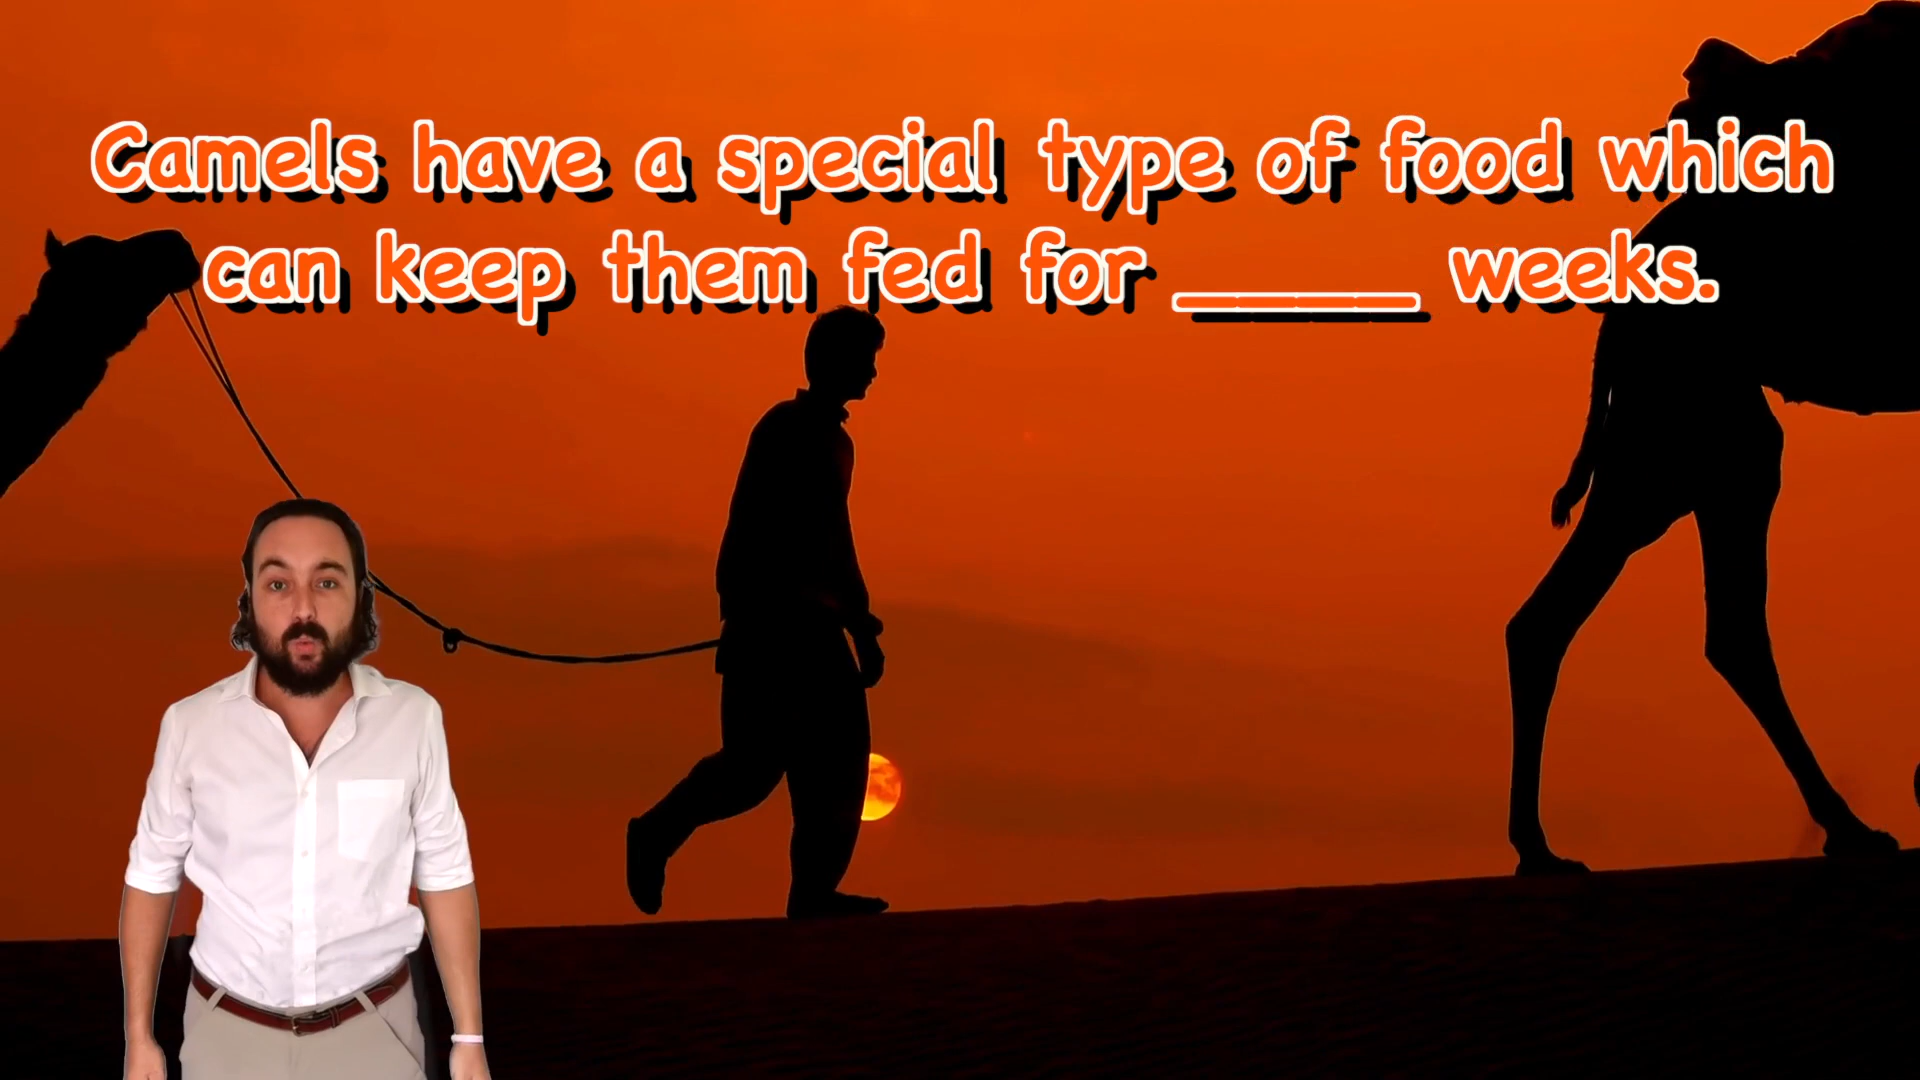 Camels have a special type of food which
can keep them fed for _____ weeks.